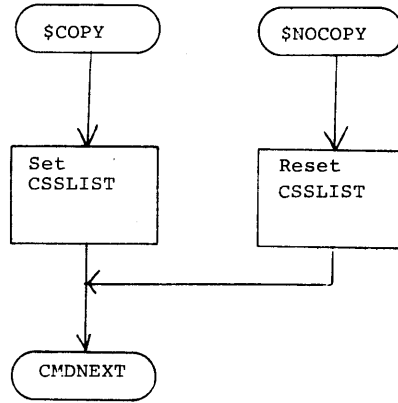 $COPY
$NOCOPY
Set
CSSLIST
Reset
CSSLIST
CMDNEXT